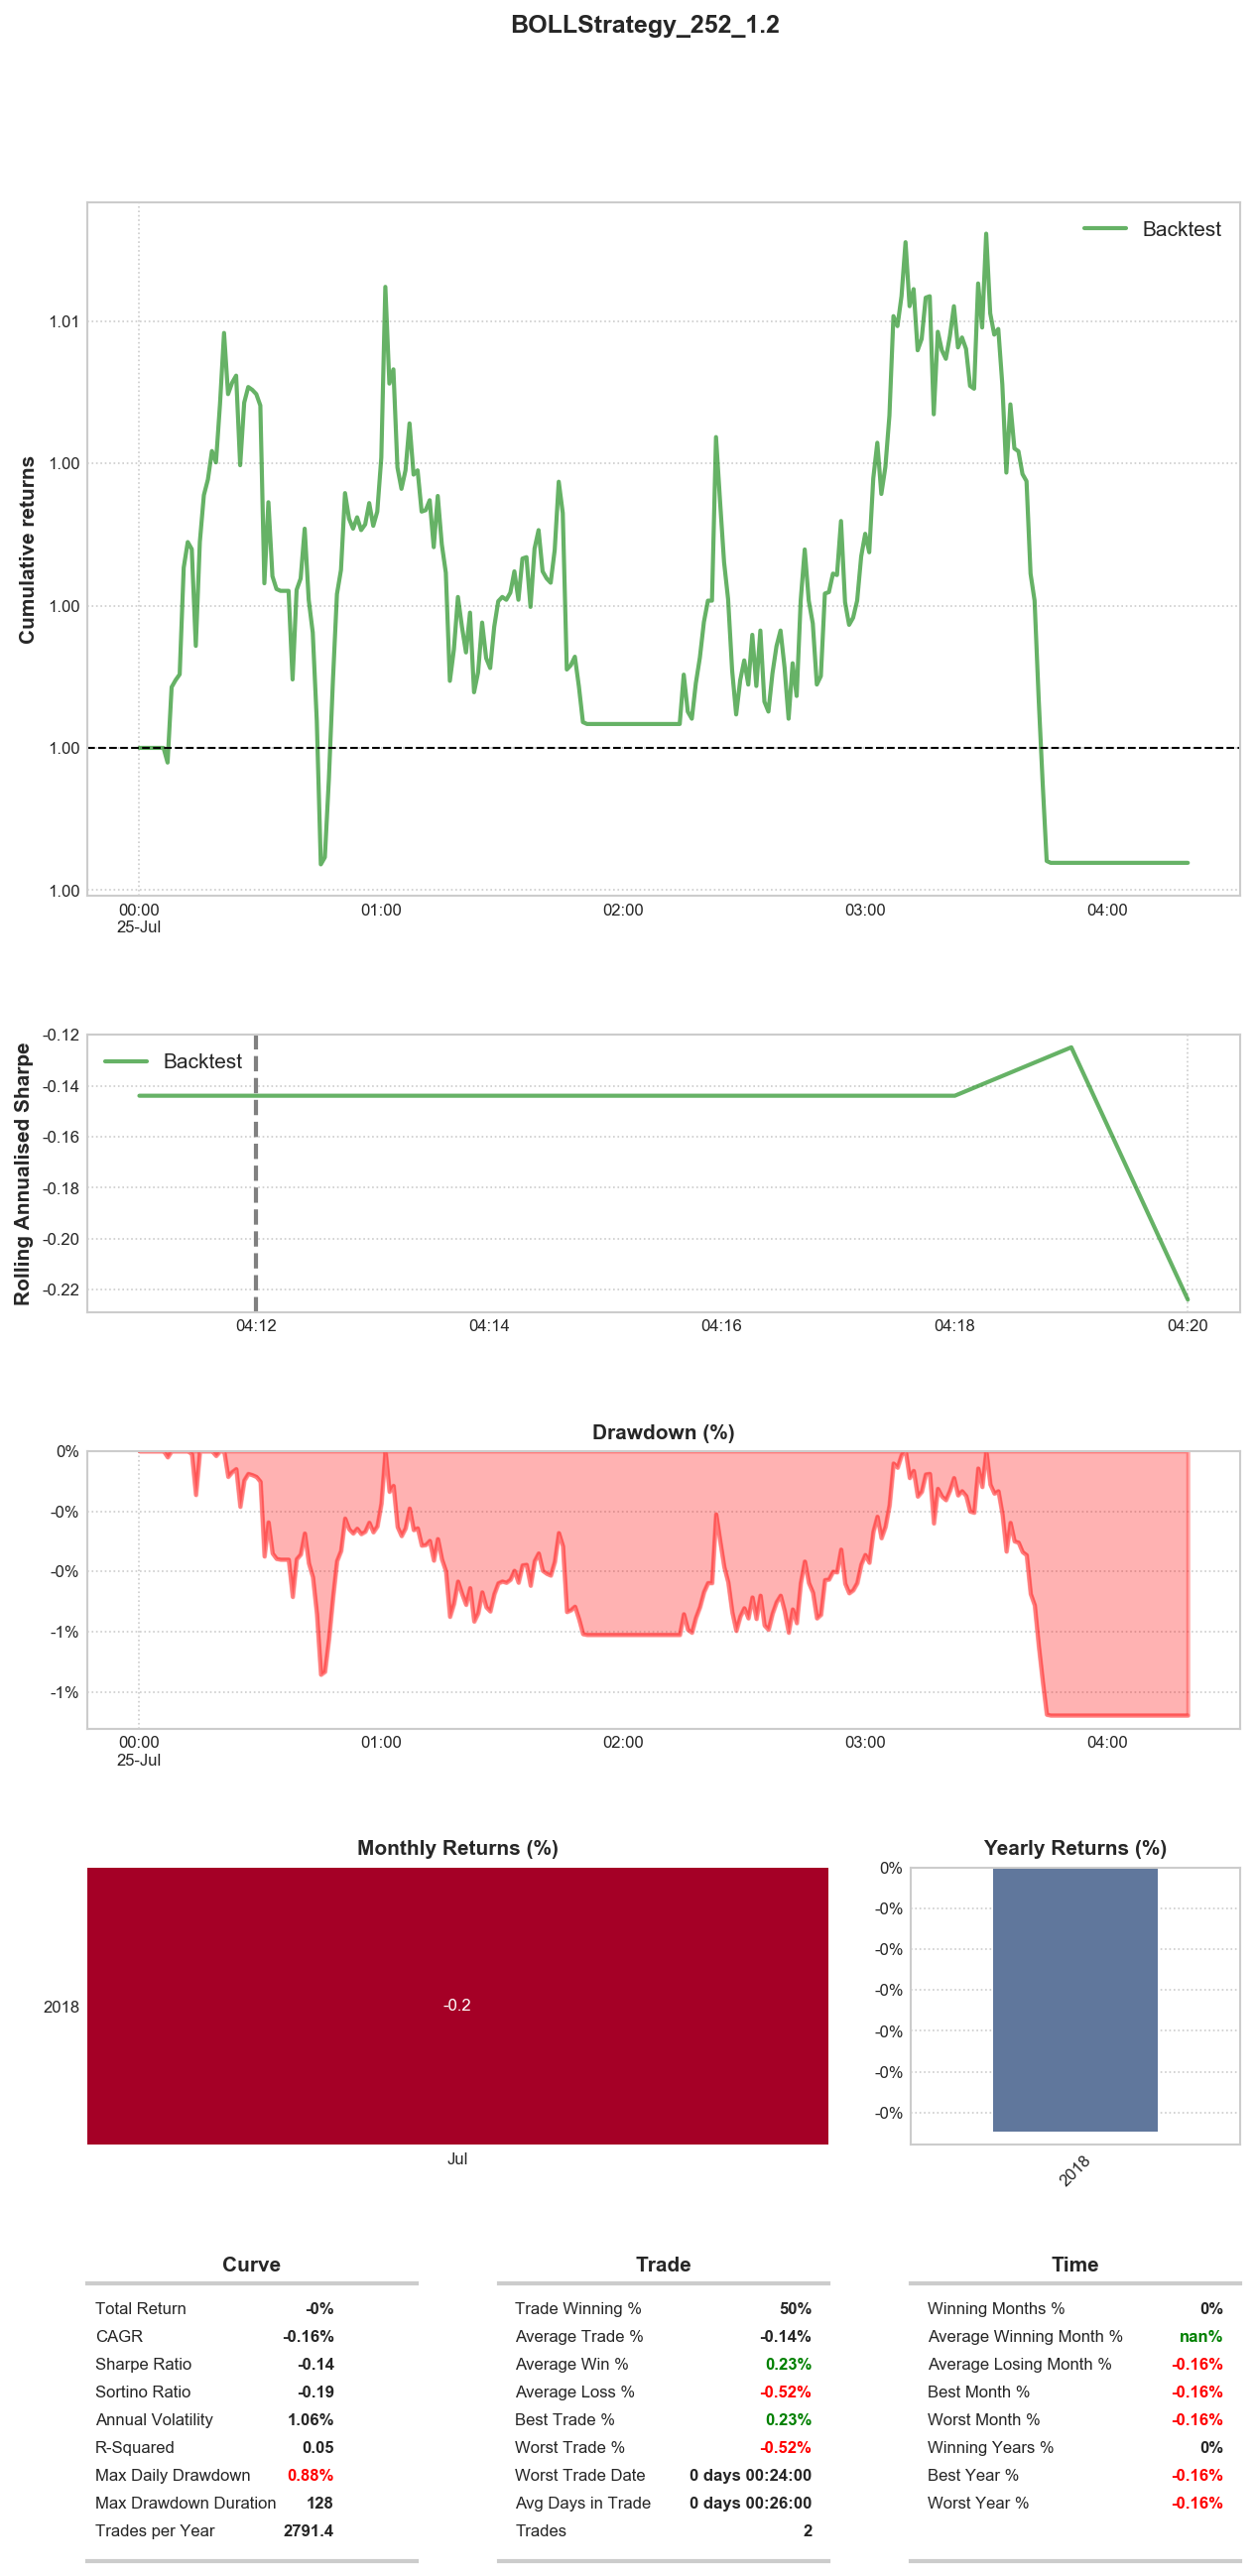 BOLLStrategy_252_1.2
Backtest
Cumulative returns
1.01
1.00
1.00
1.00
1.00
00:00 01:00 02:00 03:00 04:00
25-Jul
Backtest
Rolling Annualised Sharpe
-0.12
-0.14
-0.16
-0.18
-0.20
-0.22
04:12 04:14 04:16 04:18 04:20
Drawdown (%)
0%
-0%
-0%
-1%
-1%
00:00 01:00 02:00 03:00 04:00
25-Jul
Monthly Returns (%)
2018
-0.2
Jul
Yearly Returns (%)
0%
-0%
-0%
-0%
-0%
-0%
-0%
2018
Curve
Total Return -0%
CAGR -0.16%
Sharpe Ratio -0.14
Sortino Ratio -0.19
Annual Volatility 1.06%
R-Squared 0.05
Max Daily Drawdown 0.88%
Max Drawdown Duration 128
Trades per Year 2791.4
Trade
Trade Winning % 50%
Average Trade % -0.14%
Average Win % 0.23%
Average Loss % -0.52%
Best Trade % 0.23%
Worst Trade % -0.52%
Worst Trade Date 0 days 00:24:00
Avg Days in Trade 0 days 00:26:00
Trades 2
Time
Winning Months % 0%
Average Winning Month % nan%
Average Losing Month % -0.16%
Best Month % -0.16%
Worst Month % -0.16%
Winning Years % 0%
Best Year % -0.16%
Worst Year % -0.16%